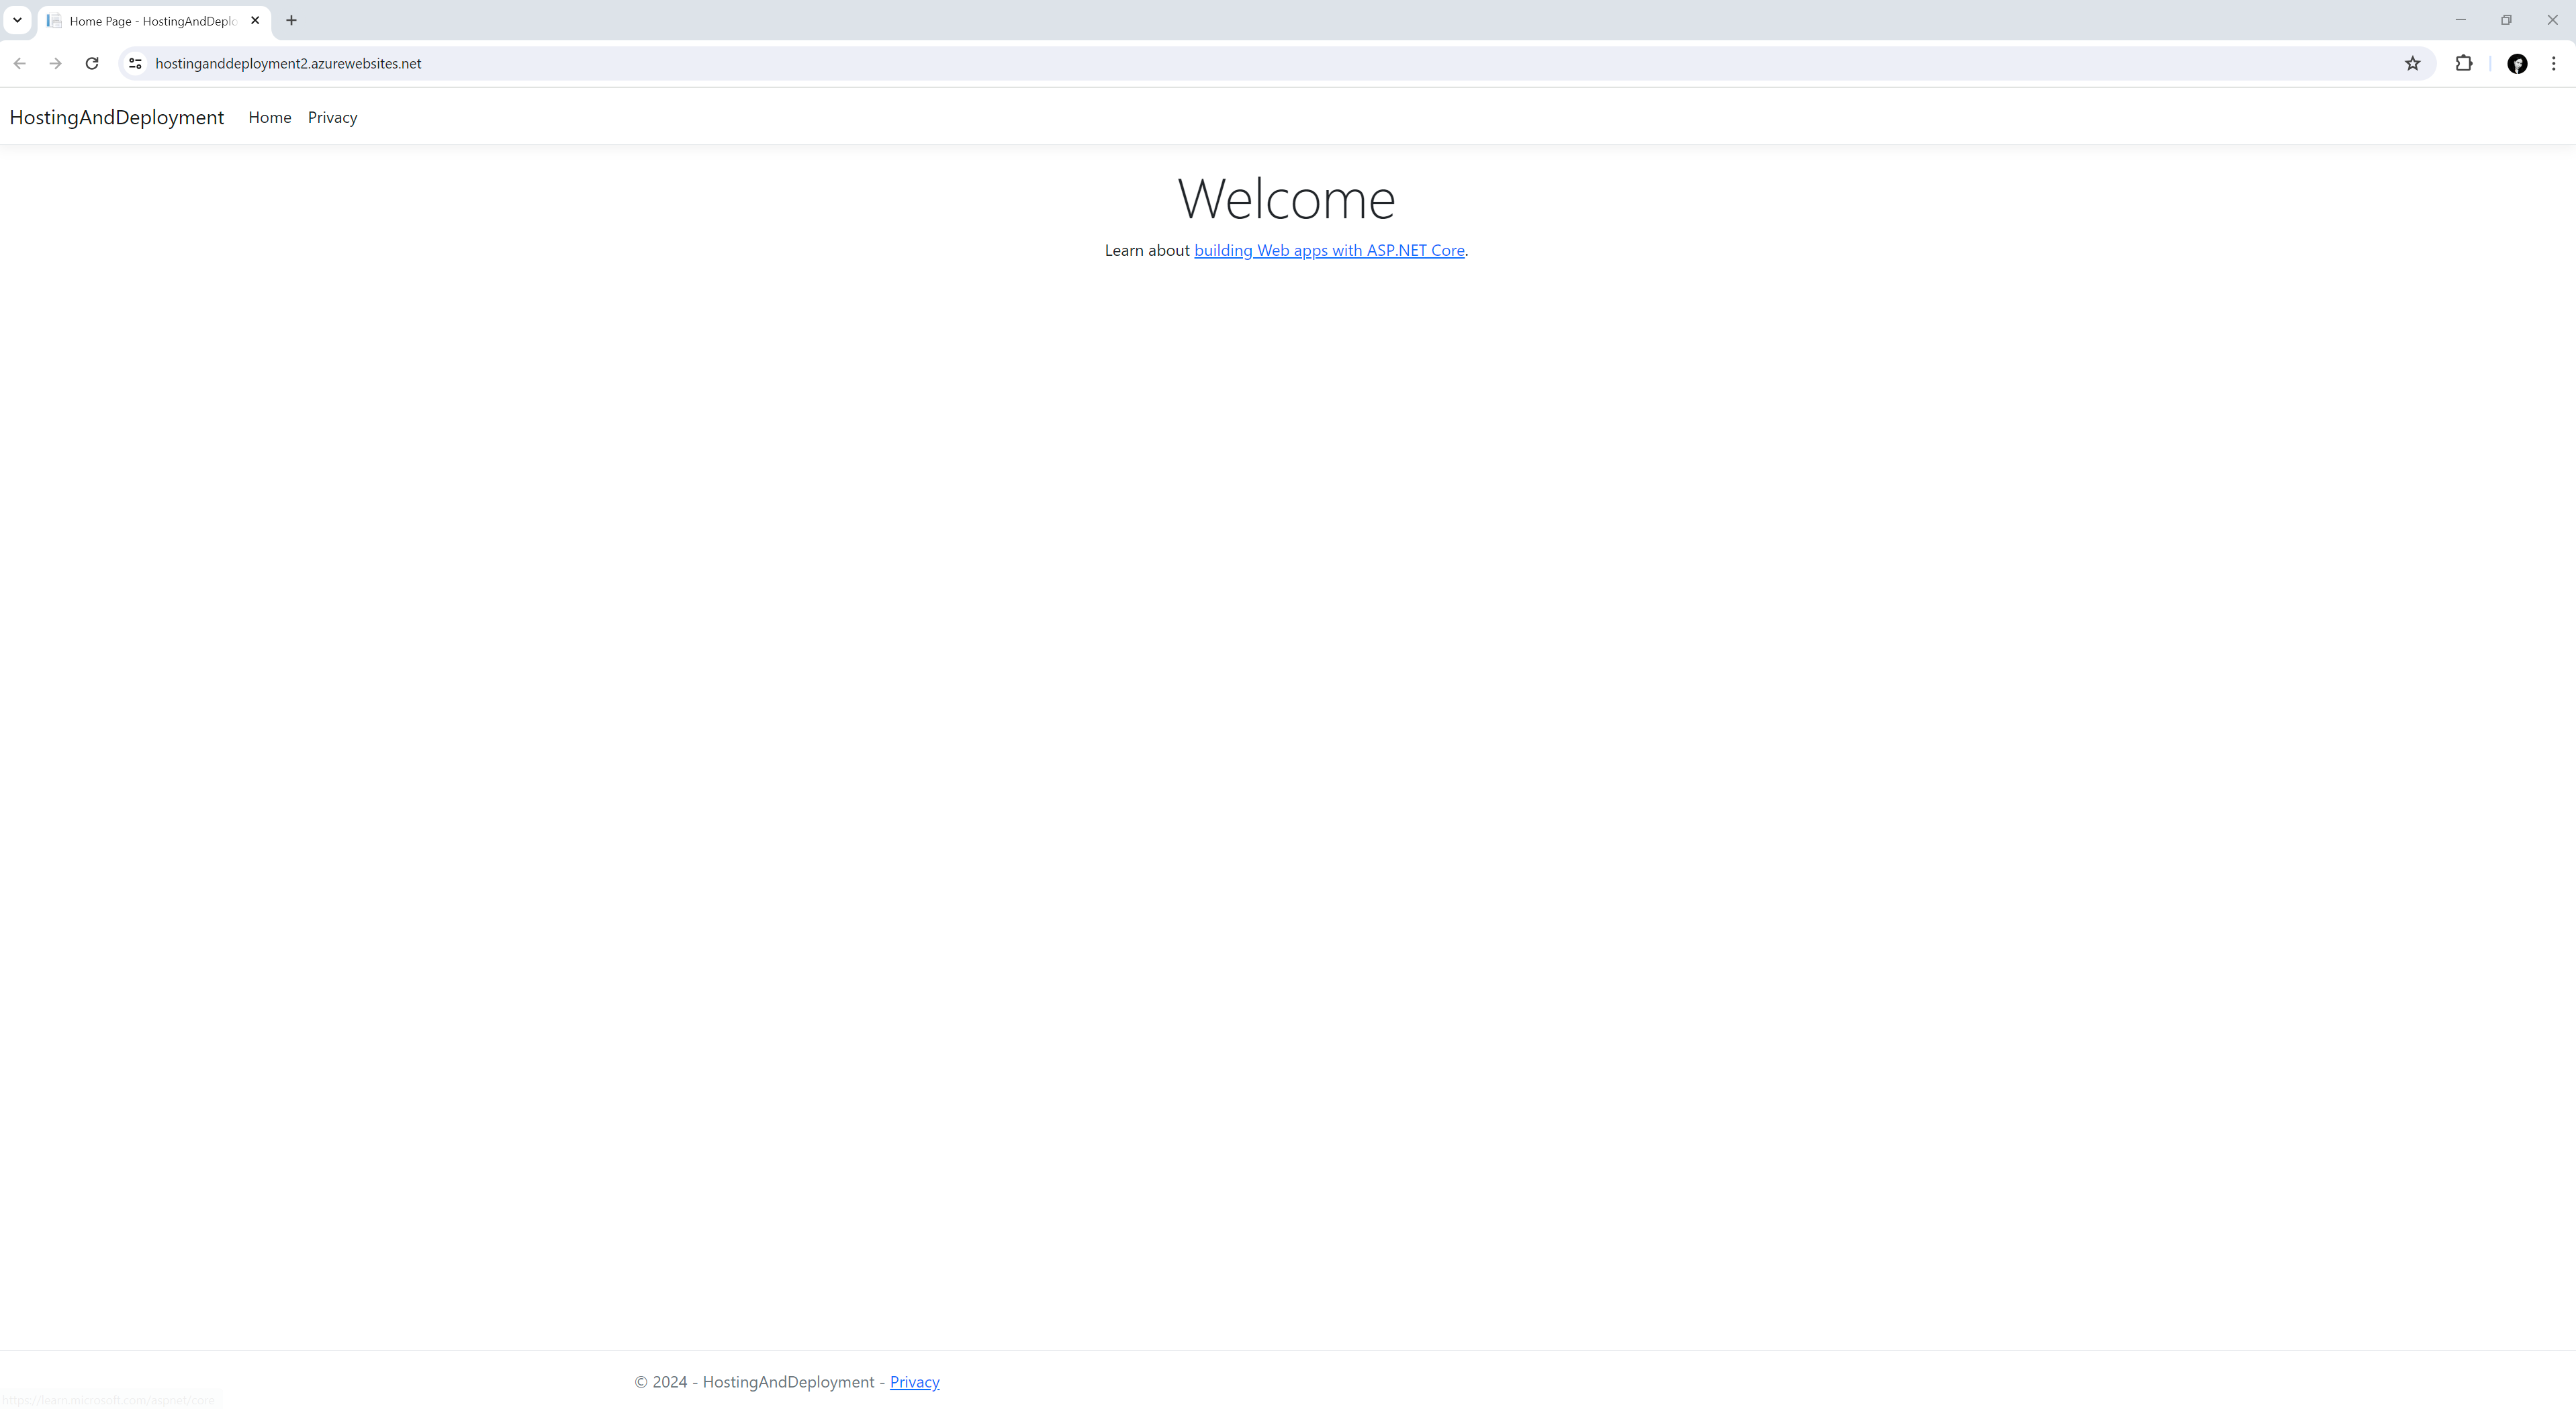 Home Page - HostingAndDeplo
hostinganddeployment2.azurewebsites.net
HostingAndDeployment Home Privacy
Welcome
Learn about building Web apps with ASP.NET Core.
© 2024 - HostingAndDeployment - Privacy
https://learn.microsoft.com/aspnet/core